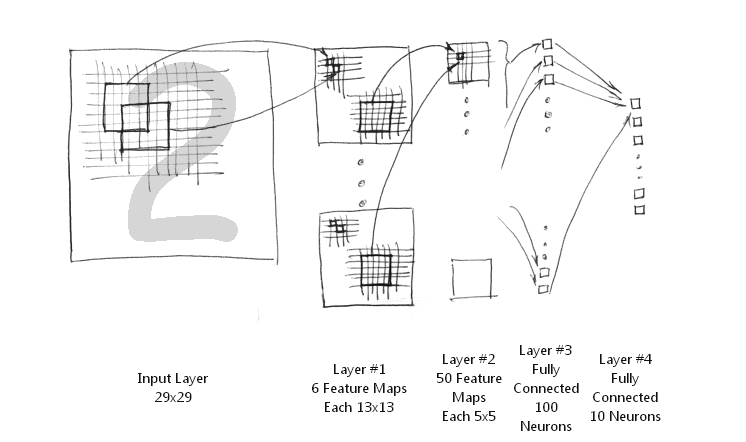 2
Input Layer
29x29
Layer #1
6 Feature Maps
Each 13x13
Layer #2
50 Feature
Maps
Each 5x5
Layer #3
Fully
Connected
100
Neurons
Layer #4
Fully
Connected
10 Neurons